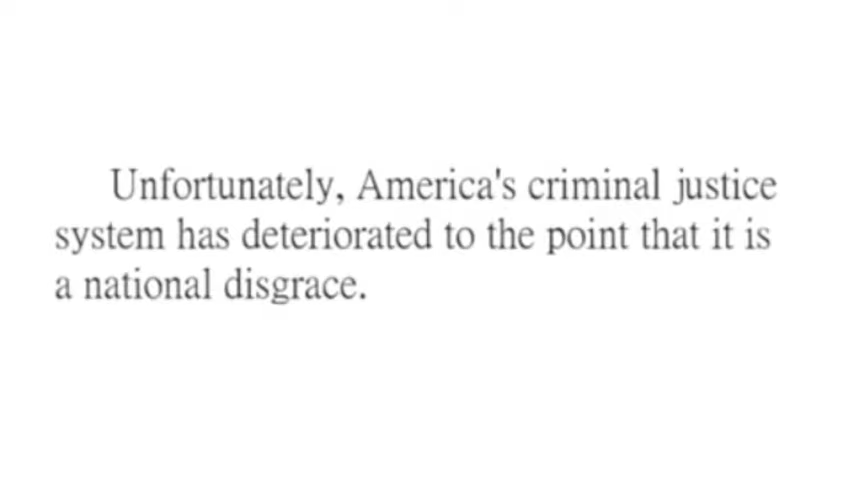 Unfortunately, America's criminal justice
system has deteriorated to the point that it is
a national disgrace.